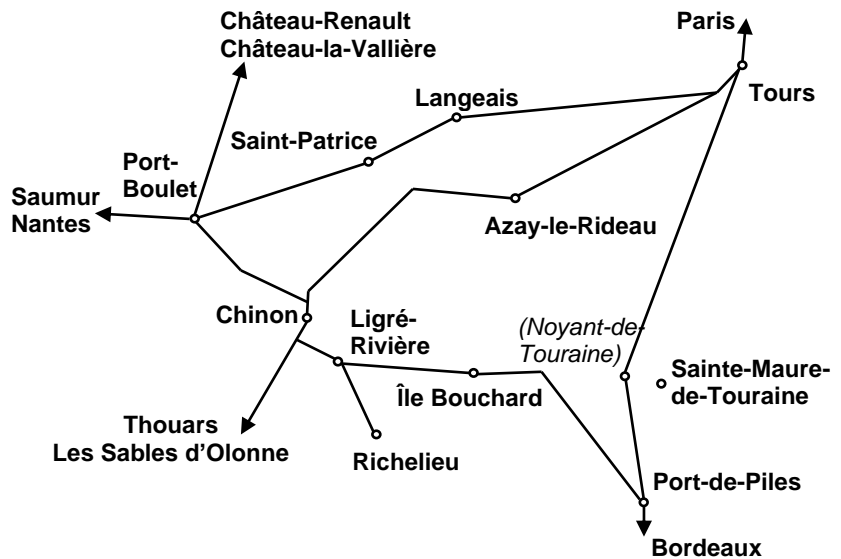 Château-Renault
Château-la-Vallière
Paris
Tours
Langeais
Saint-Patrice
Port-
Boulet
Saumur
Nantes
Azay-le-Rideau
Chinon
Ligré-
Rivière
(Noyant-de-
Touraine)
Sainte-Maure-
de-Touraine
Île Bouchard
Thouars
Les Sables d'Olonne
Richelieu
Port-de-Piles
Bordeaux